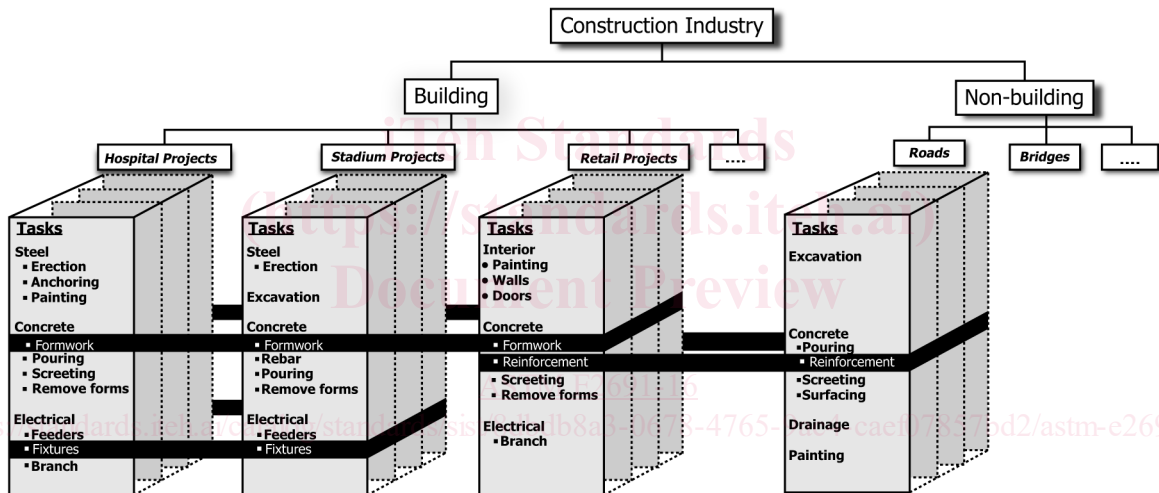 Construction Industry
Building
Non-building
Hospital Projects
Stadium Projects
Retail Projects
....
Roads
Bridges
....
iTeh Standards
(https://standards.iteh.ai)
Document Preview
Tasks
Steel
▪ Erection
▪ Anchoring
▪ Painting
Concrete
▪ Formwork
▪ Pouring
▪ Screeting
▪ Remove forms
Electrical
▪ Feeders
▪ Fixtures
▪ Branch
Tasks
Steel
▪ Erection
Excavation
Concrete
▪ Formwork
▪ Rebar
▪ Pouring
▪ Remove forms
Electrical
▪ Feeders
▪ Fixtures
Tasks
Interior
• Painting
• Walls
• Doors
Concrete
▪ Formwork
▪ Reinforcement
▪ Screeting
▪ Remove forms
Electrical
▪ Branch
Tasks
Excavation
Concrete
▪ Pouring
▪ Reinforcement
▪ Screeting
▪ Surfacing
Drainage
Painting